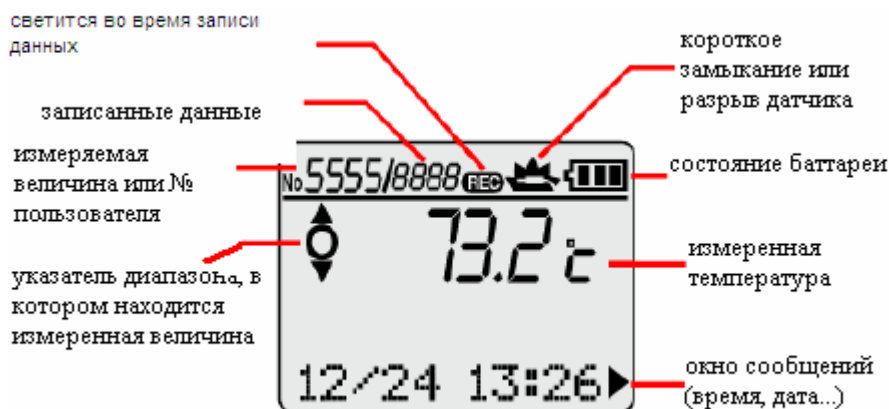 светится во время записи
данных
записанные данные
измеряемая
величина или №
пользователя
указатель диапазона, в
котором находится
измеренная величина
короткое
замыкание или
разрыв датчика
состояние баттареи
измеренная
температура
окно сообщений
(время, дата...)
№5555/8888 REC
73.2 °C
12/24 13:26